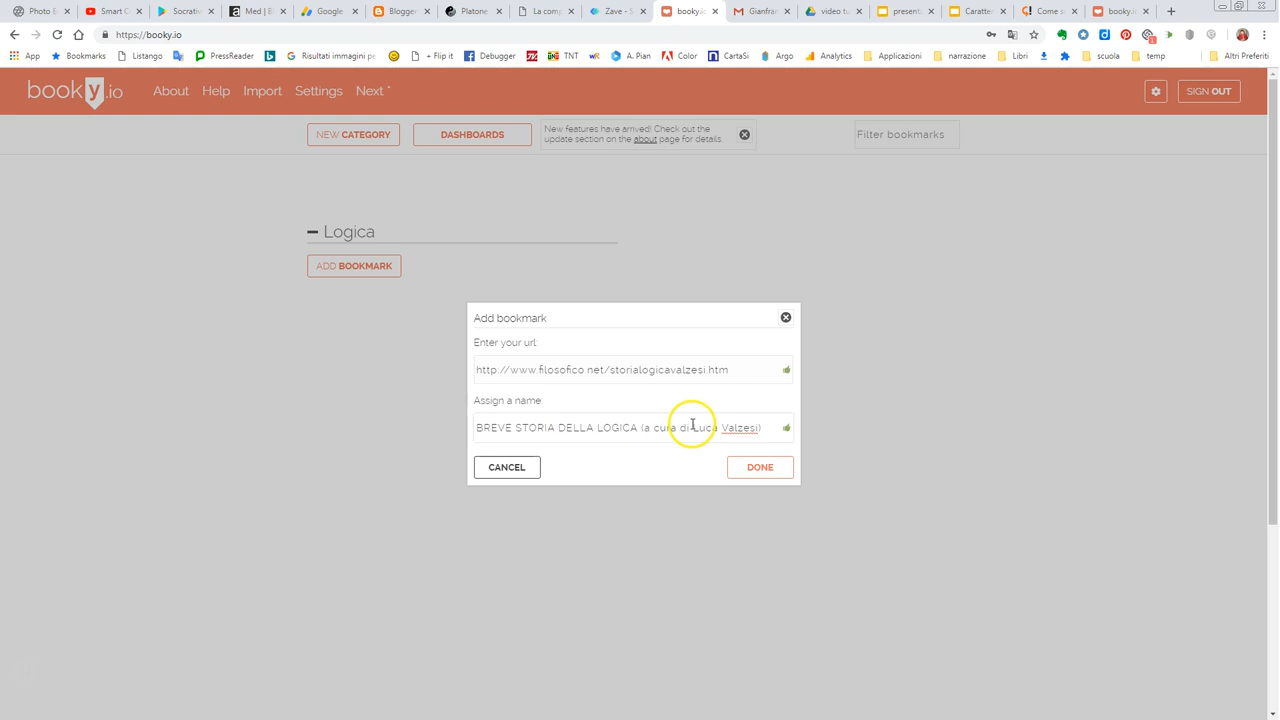 Photo E
Smart C
Socrativ
Med | B
Google
Blogger
Platone
La comp
Zave - S
booky.io
Gianfran
video tu
present
Caratter
Come s
booky.io
https://booky.io
App
Bookmarks
Listango
PressReader
Risultati immagini pe
+ Flip it
Debugger
TNT
A. Pian
Color
CartaSi
Argo
Analytics
Applicazioni
narrazione
Libri
scuola
temp
Altri Preferiti
booky.io
About
Help
Import
Settings
Next *
SIGN OUT
NEW CATEGORY
DASHBOARDS
New features have arrived! Check out the
update section on the about page for details.
Filter bookmarks
Logica
ADD BOOKMARK
Add bookmark
Enter your url:
http://www.filosofico.net/storialogicavalzesi.htm
Assign a name:
BREVE STORIA DELLA LOGICA (a cura di Luca Valzesi)
CANCEL
DONE